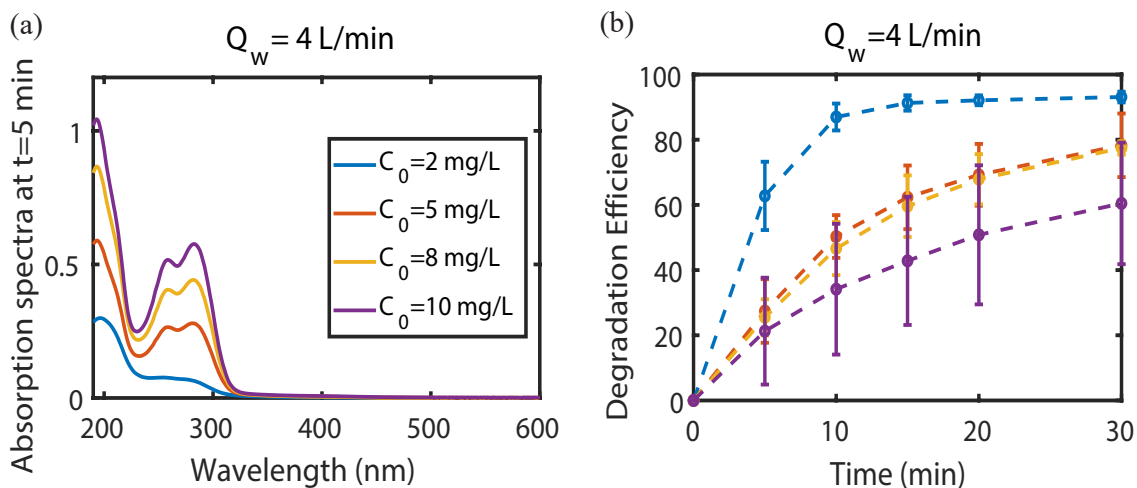 (a)
Q_w = 4 L/min
Absorption spectra at t=5 min
1
0.5
0
200
300
400
500
600
Wavelength (nm)
C_0=2 mg/L
C_0=5 mg/L
C_0=8 mg/L
C_0=10 mg/L
(b)
Q_w=4 L/min
Degradation Efficiency
100
80
60
40
20
0
0
10
20
30
Time (min)